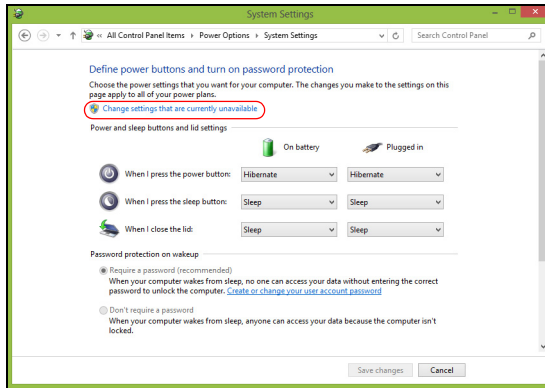 System Settings
« All Control Panel Items › Power Options › System Settings
Search Control Panel
Define power buttons and turn on password protection
Choose the power settings that you want for your computer. The changes you make to the settings on this
page apply to all of your power plans.
Change settings that are currently unavailable
Power and sleep buttons and lid settings
On battery Plugged in
When I press the power button: Hibernate Hibernate
When I press the sleep button: Sleep Sleep
When I close the lid: Sleep Sleep
Password protection on wakeup
Require a password (recommended)
When your computer wakes from sleep, no one can access your data without entering the correct
password to unlock the computer. Create or change your user account password
Don't require a password
When your computer wakes from sleep, anyone can access your data because the computer isn't
locked.
Save changes Cancel